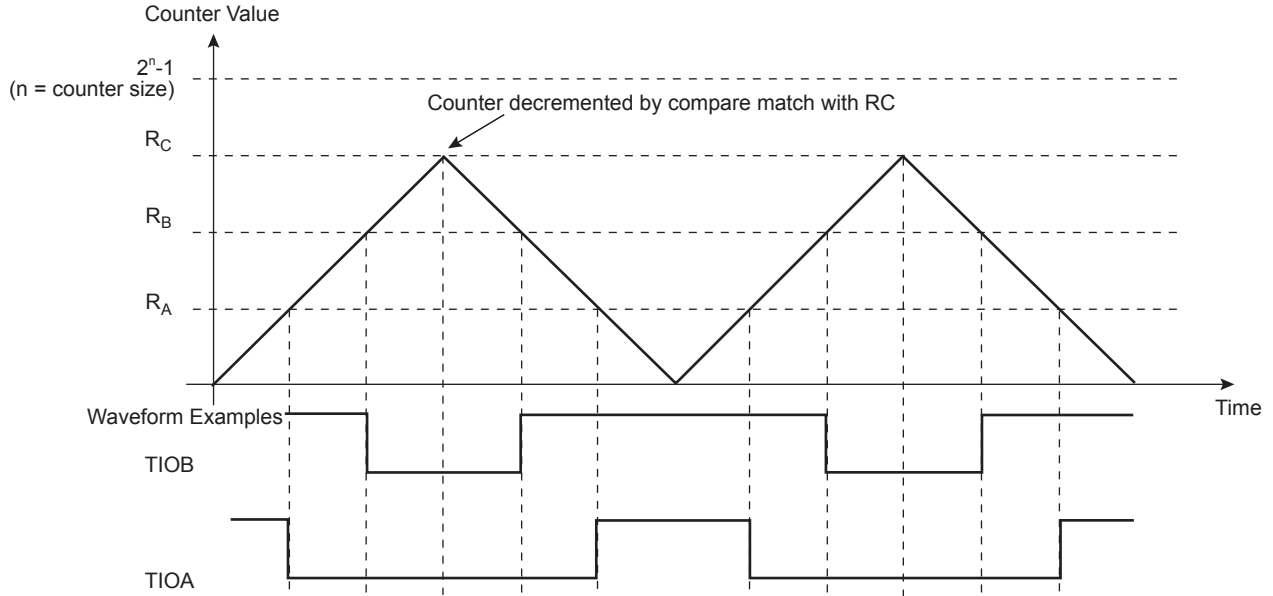 Counter Value
2ⁿ-1
(n = counter size)
Counter decremented by compare match with RC
R_C
R_B
R_A
Time
Waveform Examples
TIOB
TIOA